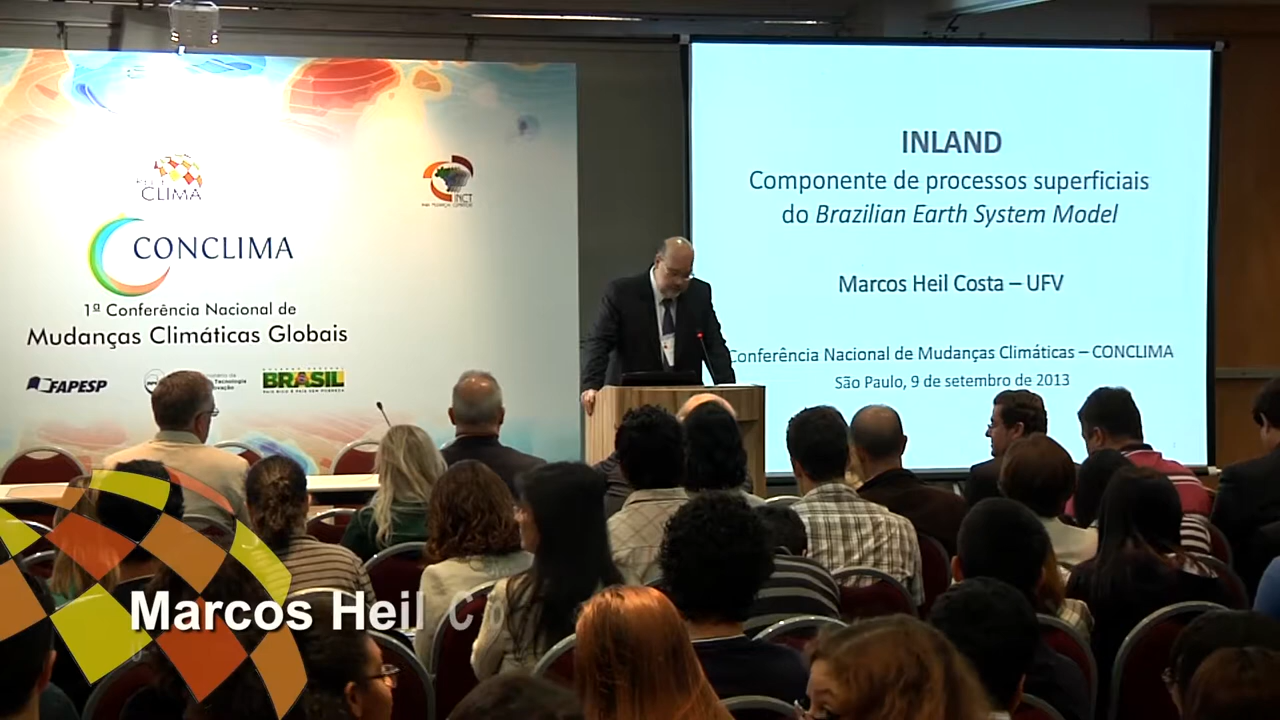 CLIMA
INCT
CONCLIMA
1ª Conferência Nacional de
Mudanças Climáticas Globais
FAPESP
BRASIL
INLAND
Componente de processos superficiais
do Brazilian Earth System Model
Marcos Heil Costa – UFV
Conferência Nacional de Mudanças Climáticas – CONCLIMA
São Paulo, 9 de setembro de 2013
Marcos Heil Co